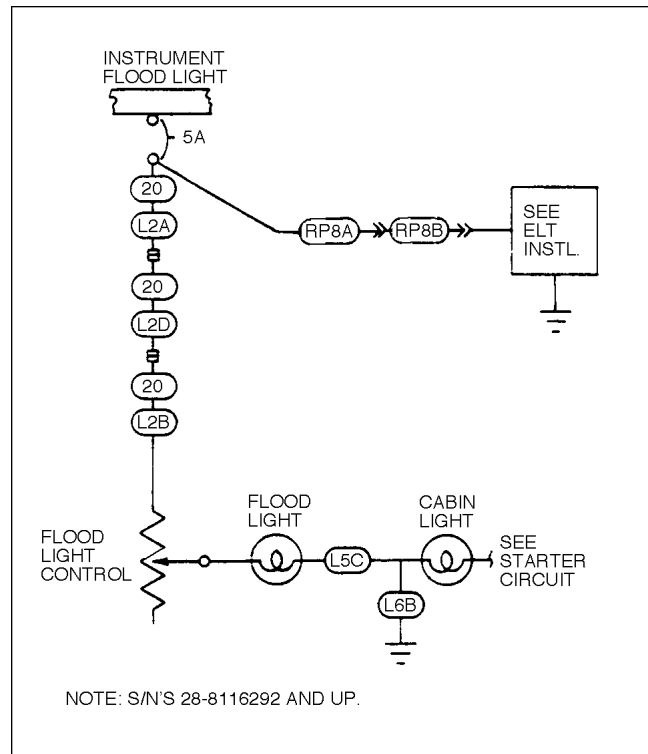 INSTRUMENT
FLOOD LIGHT
5A
20
L2A
RP8A
RP8B
SEE
ELT
INSTL.
20
L2D
20
L2B
FLOOD
LIGHT
CONTROL
FLOOD
LIGHT
L5C
CABIN
LIGHT
SEE
STARTER
CIRCUIT
L6B
NOTE: S/N'S 28-8116292 AND UP.